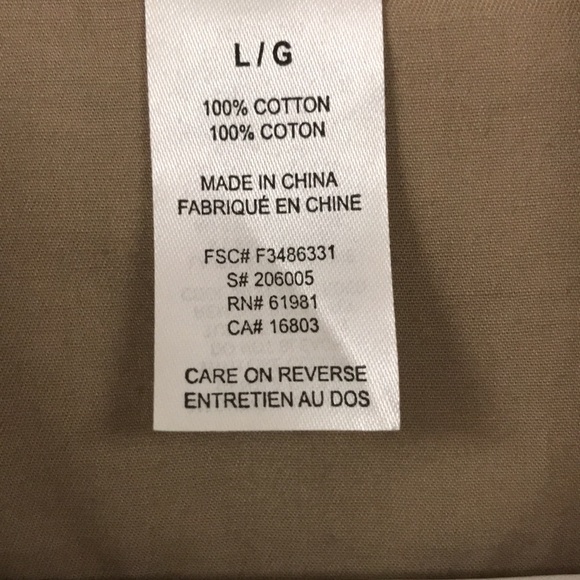 L / G
100% COTTON
100% COTON
MADE IN CHINA
FABRIQUÉ EN CHINE
FSC# F3486331
S# 206005
RN# 61981
CA# 16803
CARE ON REVERSE
ENTRETIEN AU DOS